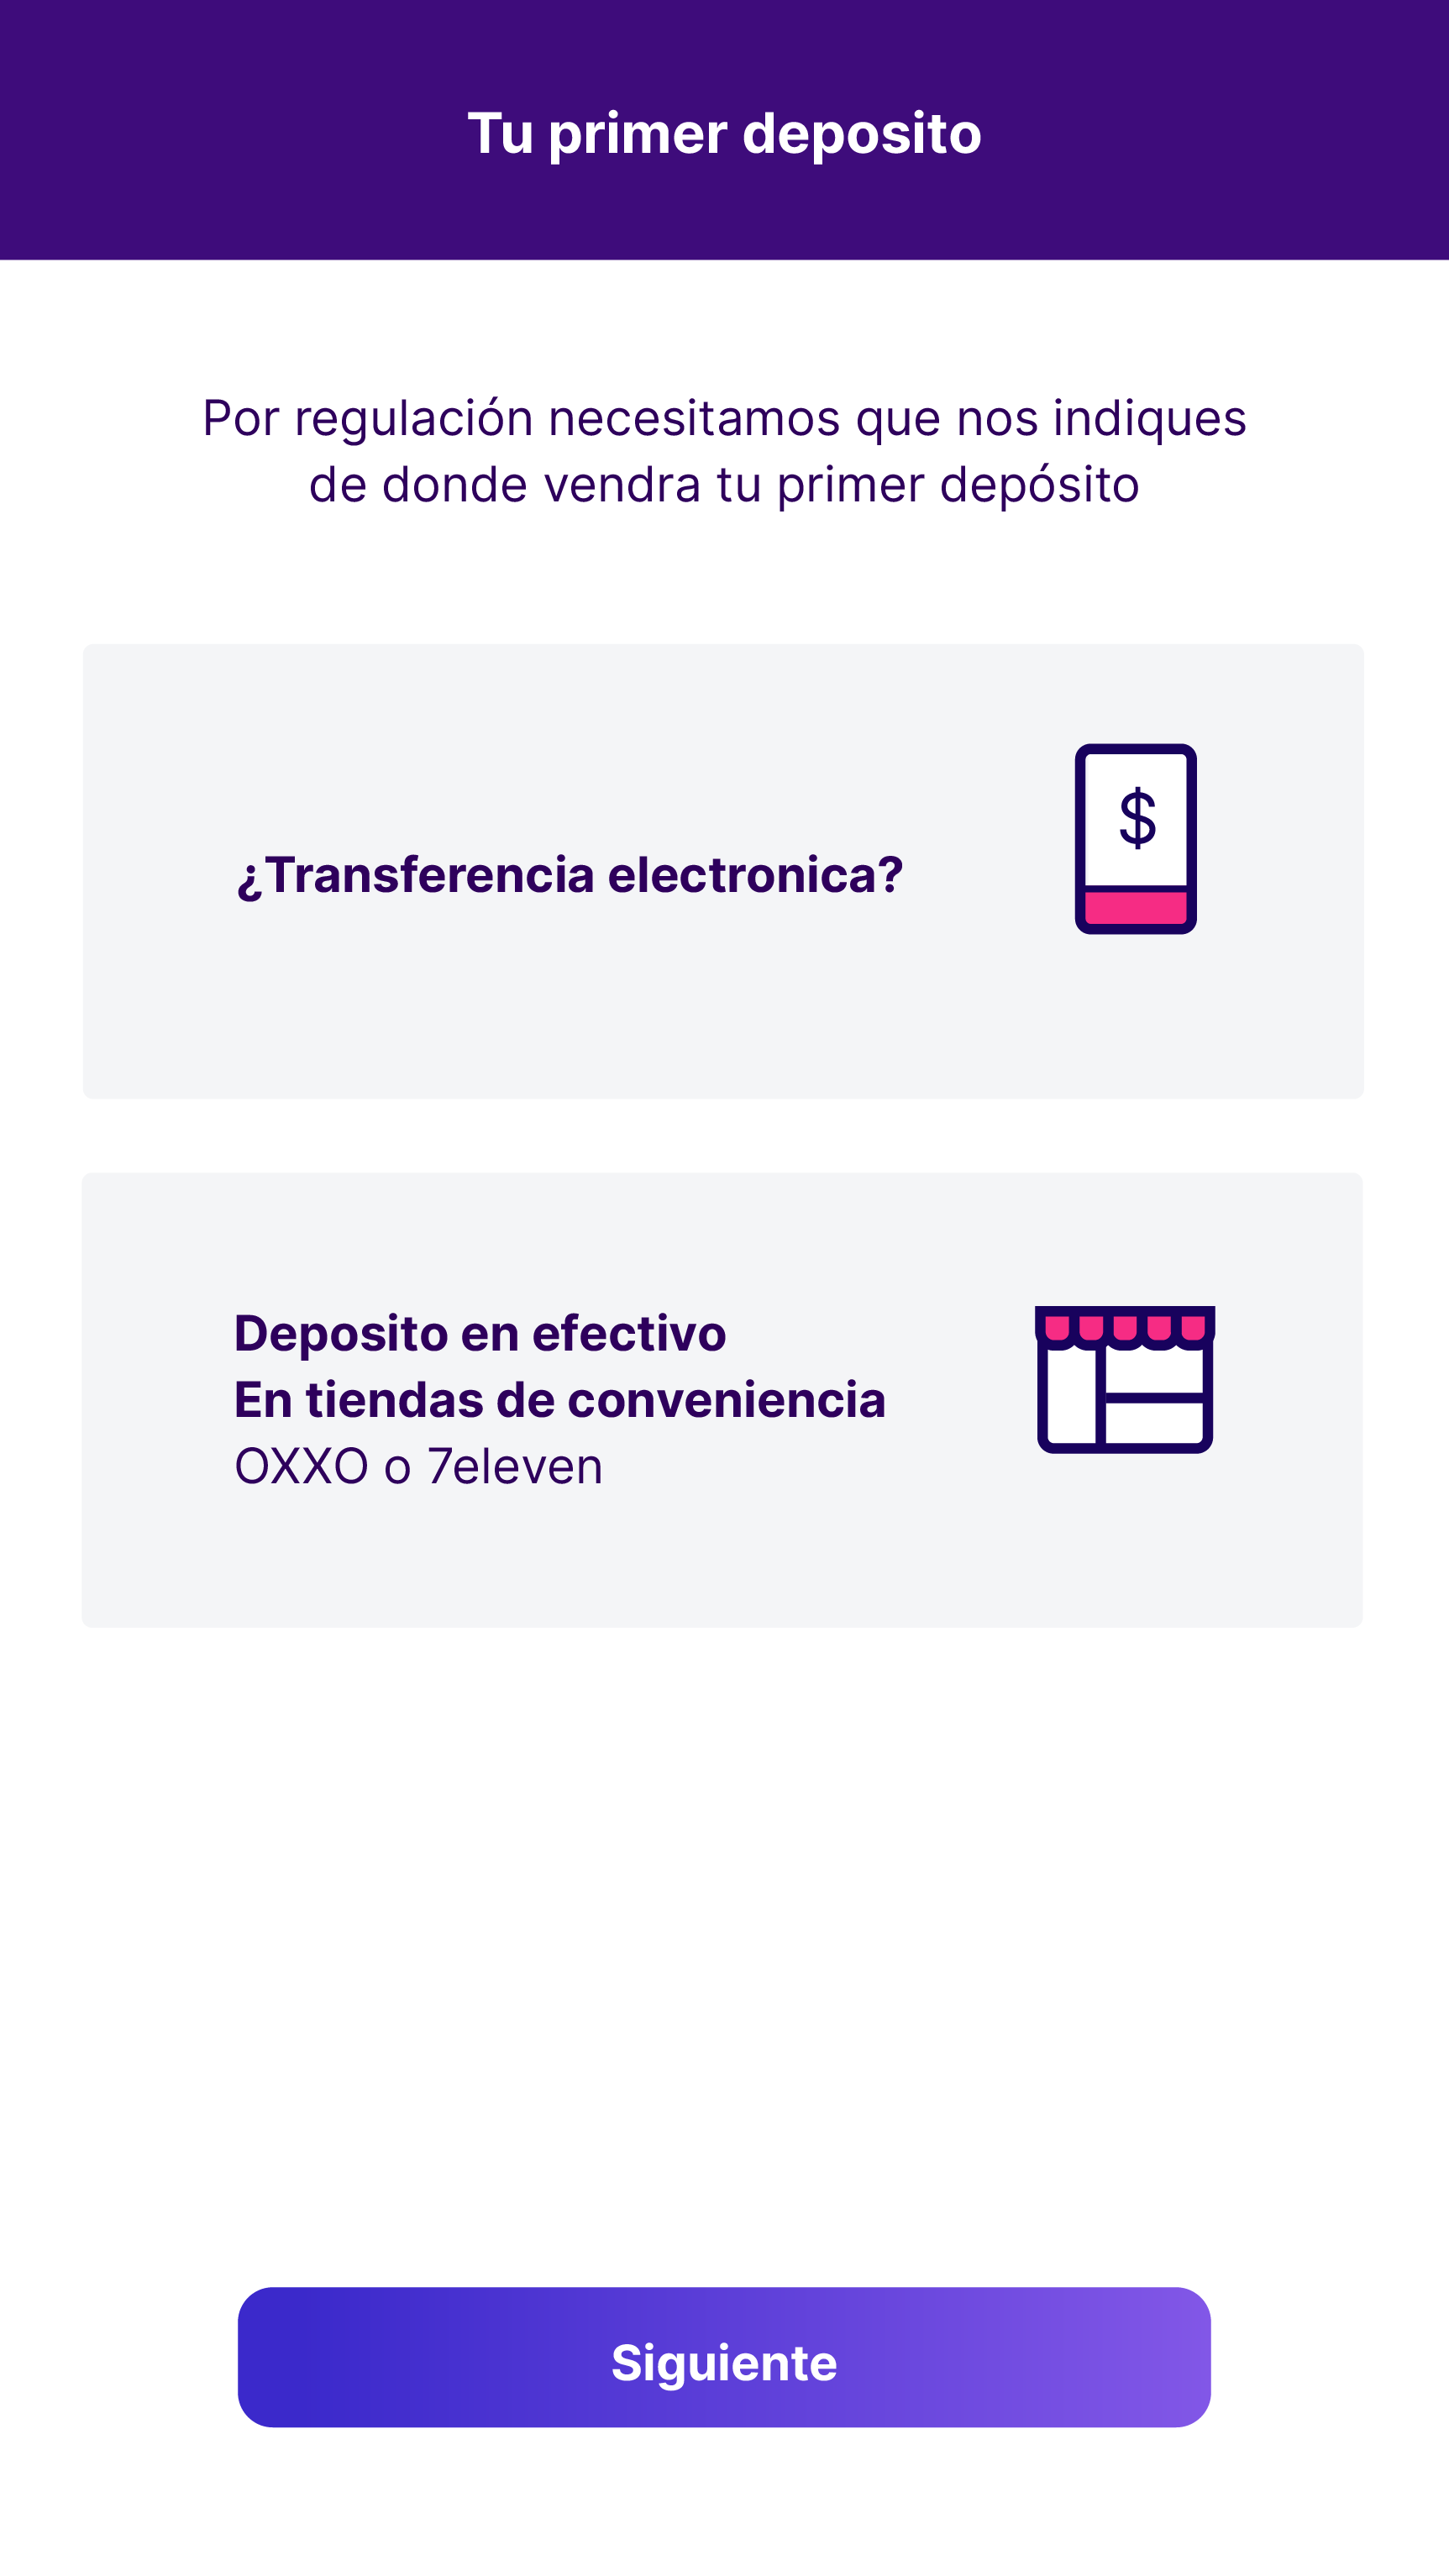 Tu primer deposito
Por regulación necesitamos que nos indiques
de donde vendra tu primer depósito
¿Transferencia electronica?
$
Deposito en efectivo
En tiendas de conveniencia
OXXO o 7eleven
Siguiente